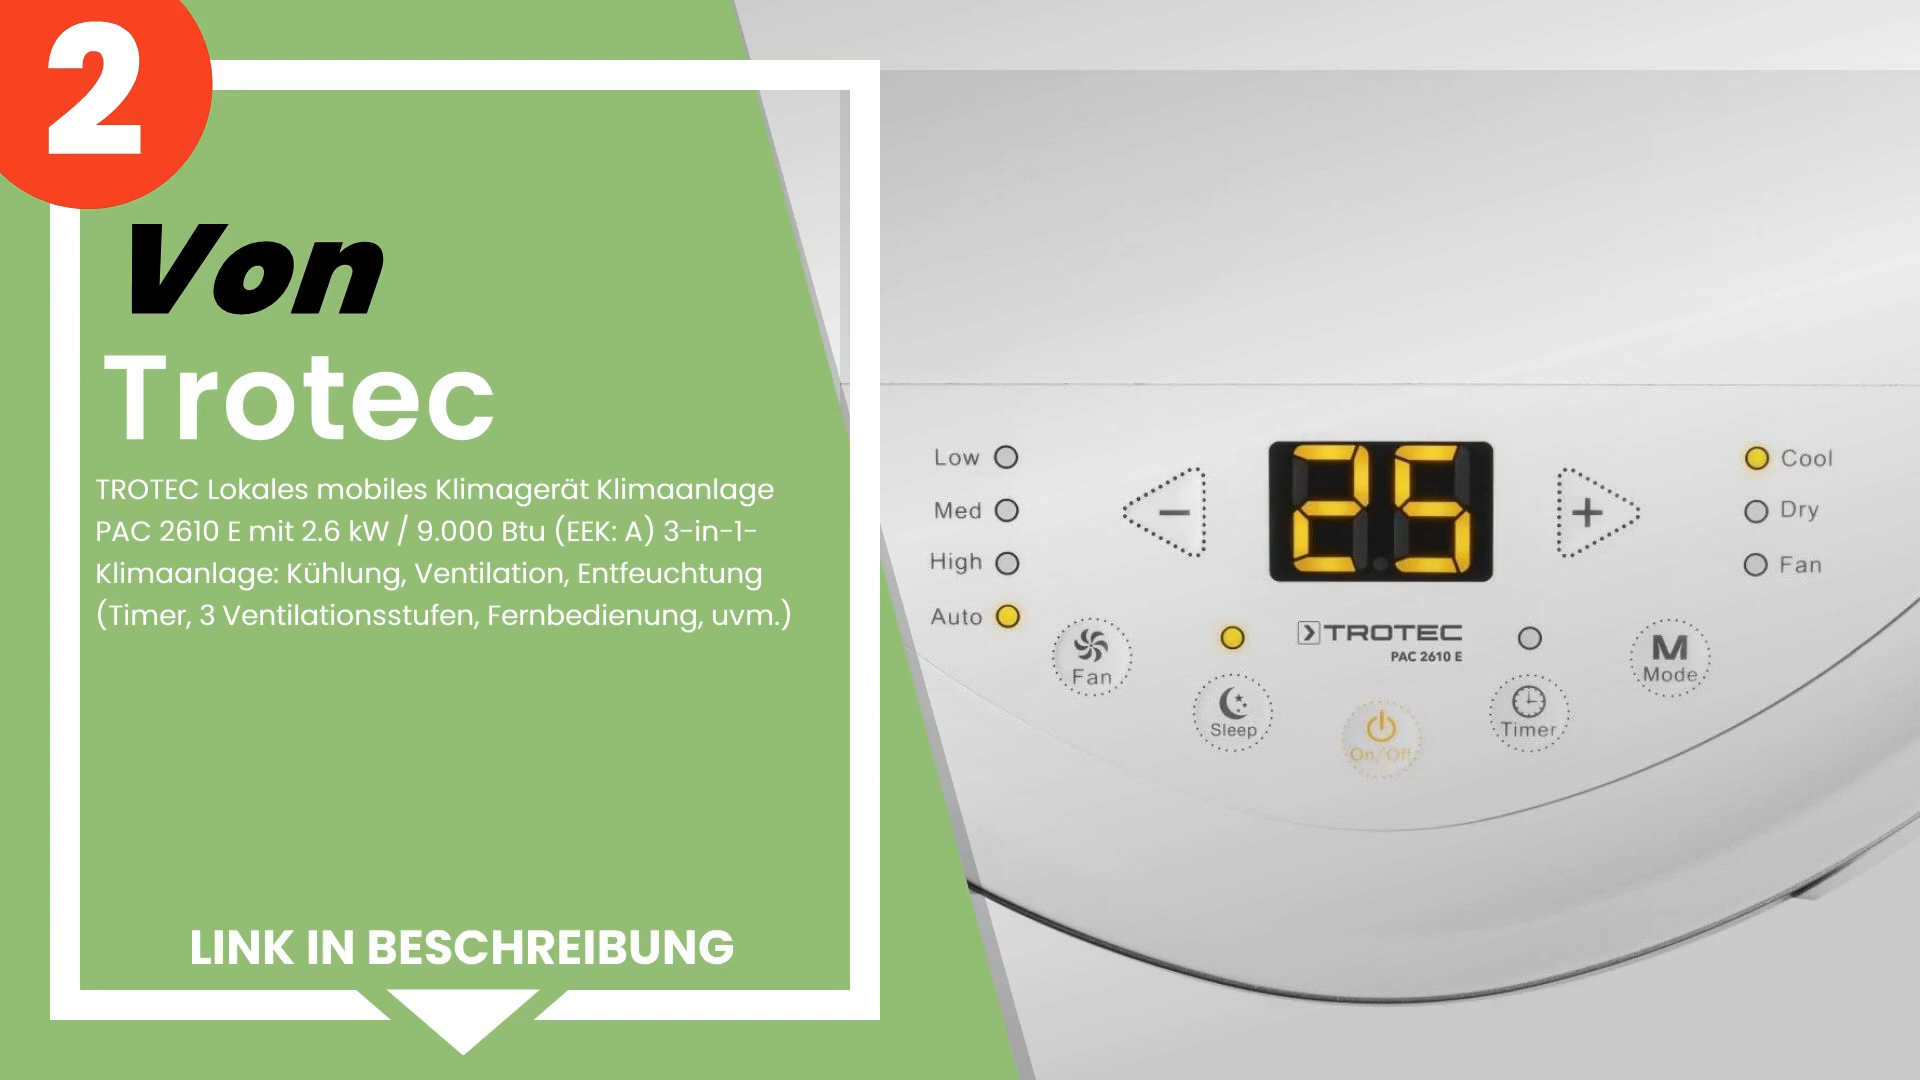 2
Von
Trotec
TROTEC Lokales mobiles Klimagerät Klimaanlage
PAC 2610 E mit 2.6 kW / 9.000 Btu (EEK: A) 3-in-1-
Klimaanlage: Kühlung, Ventilation, Entfeuchtung
(Timer, 3 Ventilationsstufen, Fernbedienung, uvm.)
LINK IN BESCHREIBUNG
Low
Med
High
Auto
Fan
Sleep
−
25
+
TROTEC
PAC 2610 E
On/Off
Timer
M
Mode
Cool
Dry
Fan